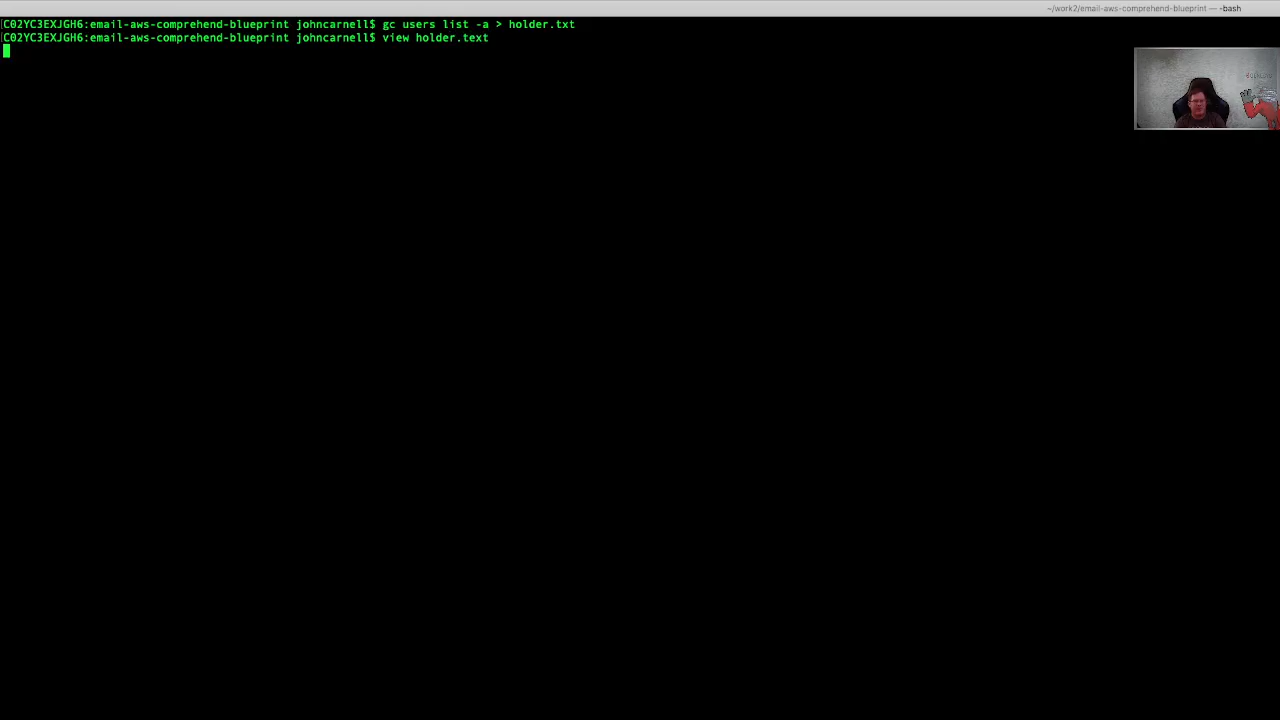 ~/work2/email-aws-comprehend-blueprint — -bash
C02YC3EXJGH6:email-aws-comprehend-blueprint johncarnell$ gc users list -a > holder.txt
C02YC3EXJGH6:email-aws-comprehend-blueprint johncarnell$ view holder.text